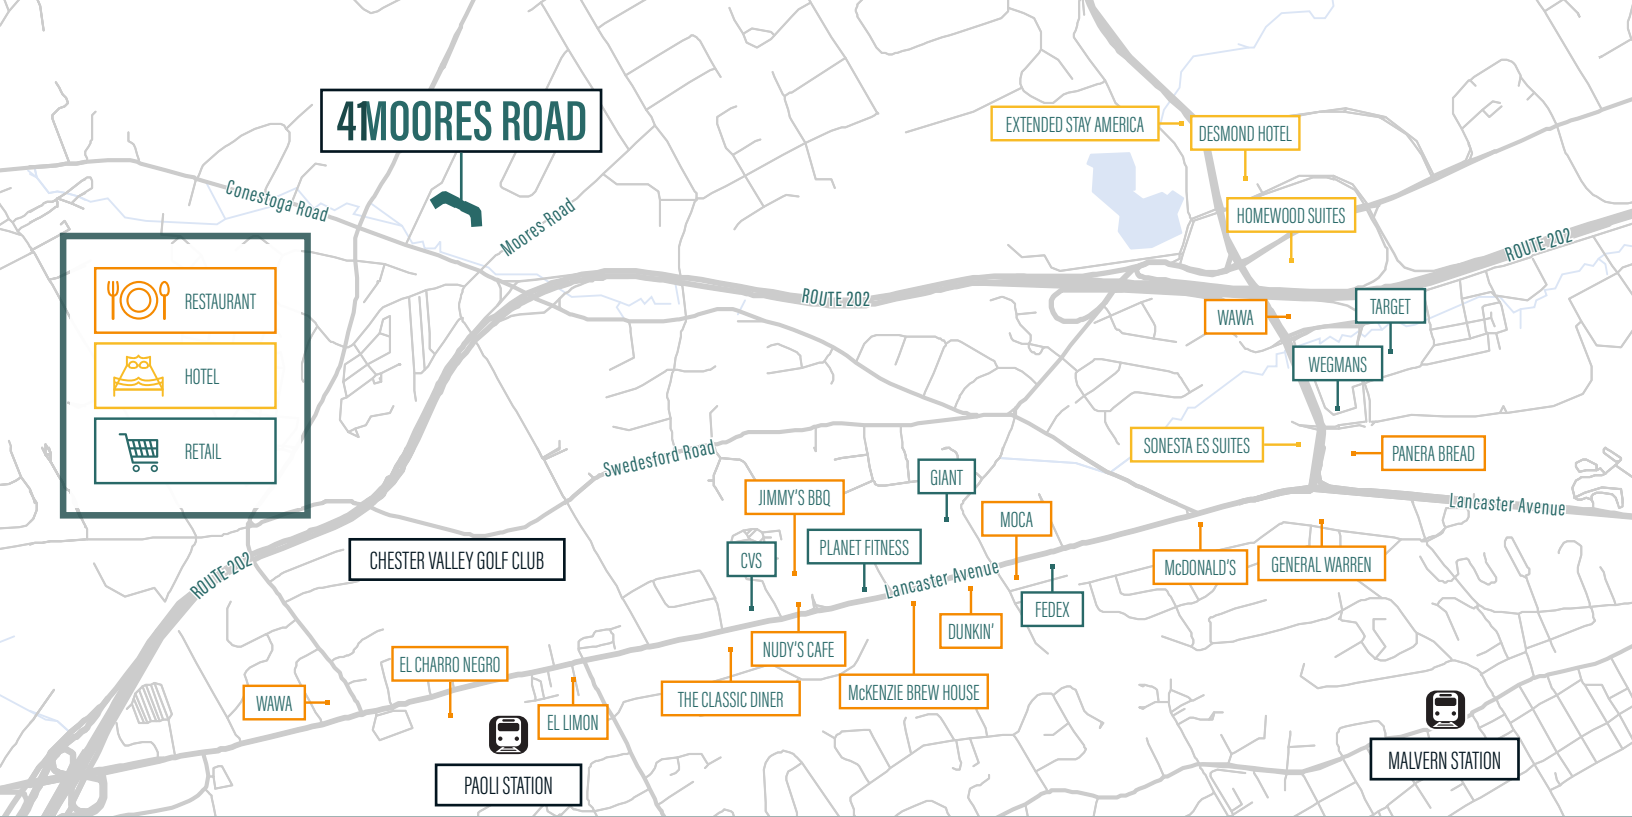 41MOORES ROAD
EXTENDED STAY AMERICA
DESMOND HOTEL
Conestoga Road
Moores Road
HOMEWOOD SUITES
ROUTE 202
RESTAURANT
ROUTE 202
WAWA
TARGET
HOTEL
WEGMANS
RETAIL
Swedesford Road
SONESTA ES SUITES
PANERA BREAD
GIANT
JIMMY'S BBQ
Lancaster Avenue
MOCA
CHESTER VALLEY GOLF CLUB
CVS
PLANET FITNESS
McDONALD'S
GENERAL WARREN
ROUTE 202
Lancaster Avenue
FEDEX
DUNKIN'
NUDY'S CAFE
EL CHARRO NEGRO
THE CLASSIC DINER
McKENZIE BREW HOUSE
WAWA
EL LIMON
MALVERN STATION
PAOLI STATION